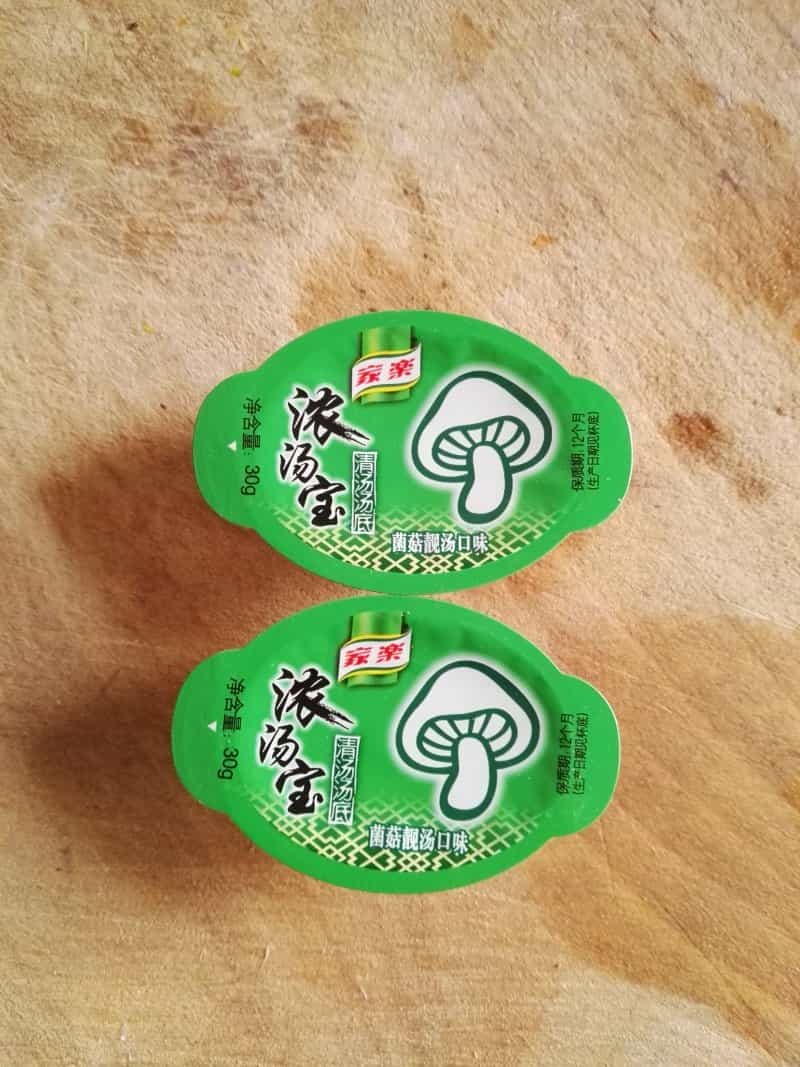 家樂
浓汤宝
清汤汤底
菌菇靓汤口味
净含量：30g
保质期：12个月
(生产日期见杯底)
家樂
浓汤宝
清汤汤底
菌菇靓汤口味
净含量：30g
保质期：12个月
(生产日期见杯底)